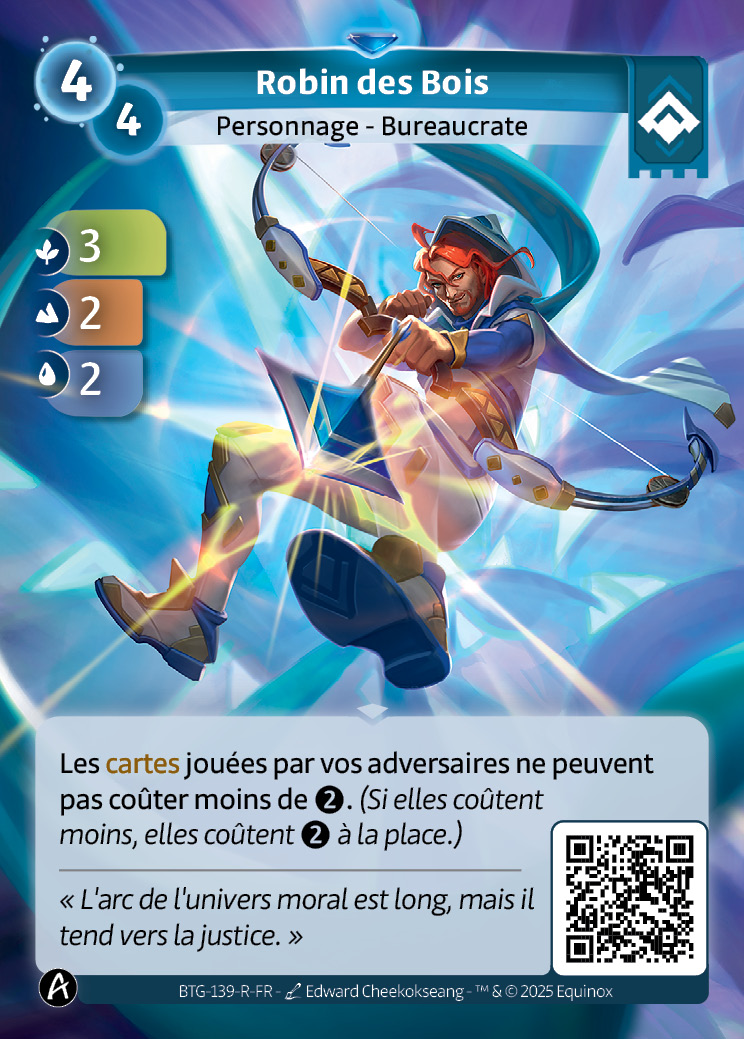 4
Robin des Bois
4
Personnage - Bureaucrate
3
2
2
Les cartes jouées par vos adversaires ne peuvent
pas coûter moins de 2. (Si elles coûtent
moins, elles coûtent 2 à la place.)
« L'arc de l'univers moral est long, mais il
tend vers la justice. »
BTG-139-R-FR - Edward Cheekokseang - ™ & © 2025 Equinox